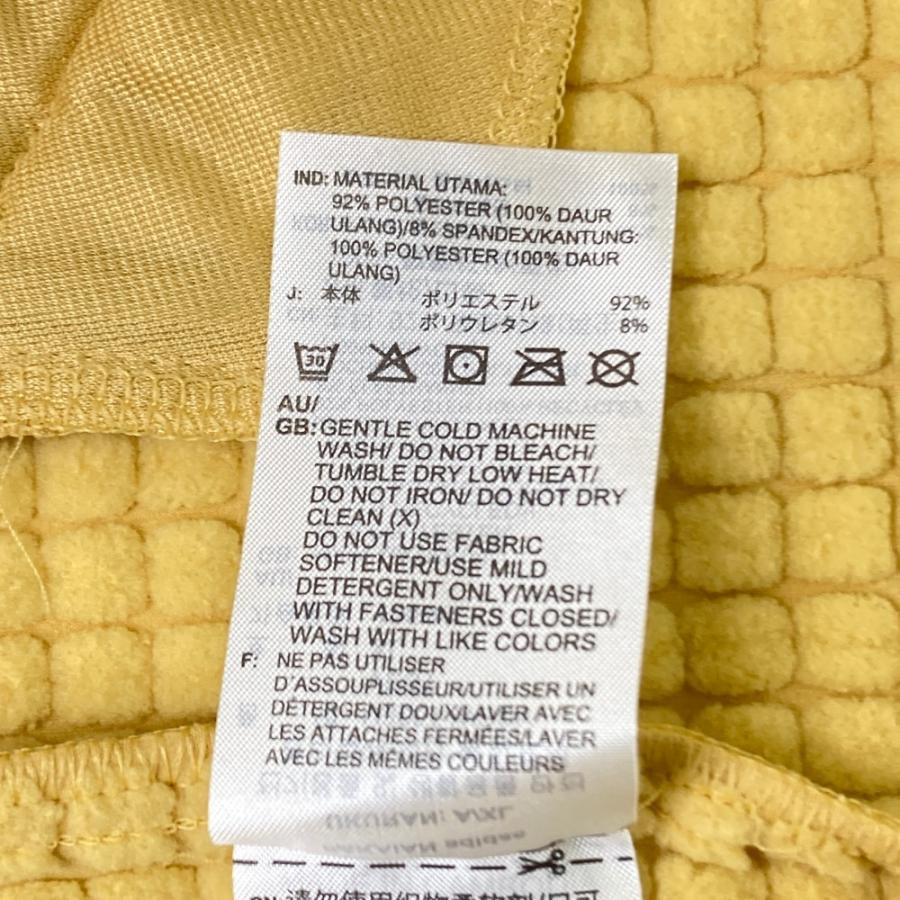 IND: MATERIAL UTAMA:
92% POLYESTER (100% DAUR
ULANG)/8% SPANDEX/KANTUNG:
100% POLYESTER (100% DAUR
ULANG)
J: 本体 ポリエステル 92%
ポリウレタン 8%
30
AU/
GB: GENTLE COLD MACHINE
WASH/ DO NOT BLEACH/
TUMBLE DRY LOW HEAT/
DO NOT IRON/ DO NOT DRY
CLEAN (X)
DO NOT USE FABRIC
SOFTENER/USE MILD
DETERGENT ONLY/WASH
WITH FASTENERS CLOSED/
WASH WITH LIKE COLORS
F: NE PAS UTILISER
D'ASSOUPLISSEUR/UTILISER UN
DÉTERGENT DOUX/LAVER AVEC
LES ATTACHES FERMÉES/LAVER
AVEC LES MÊMES COULEURS